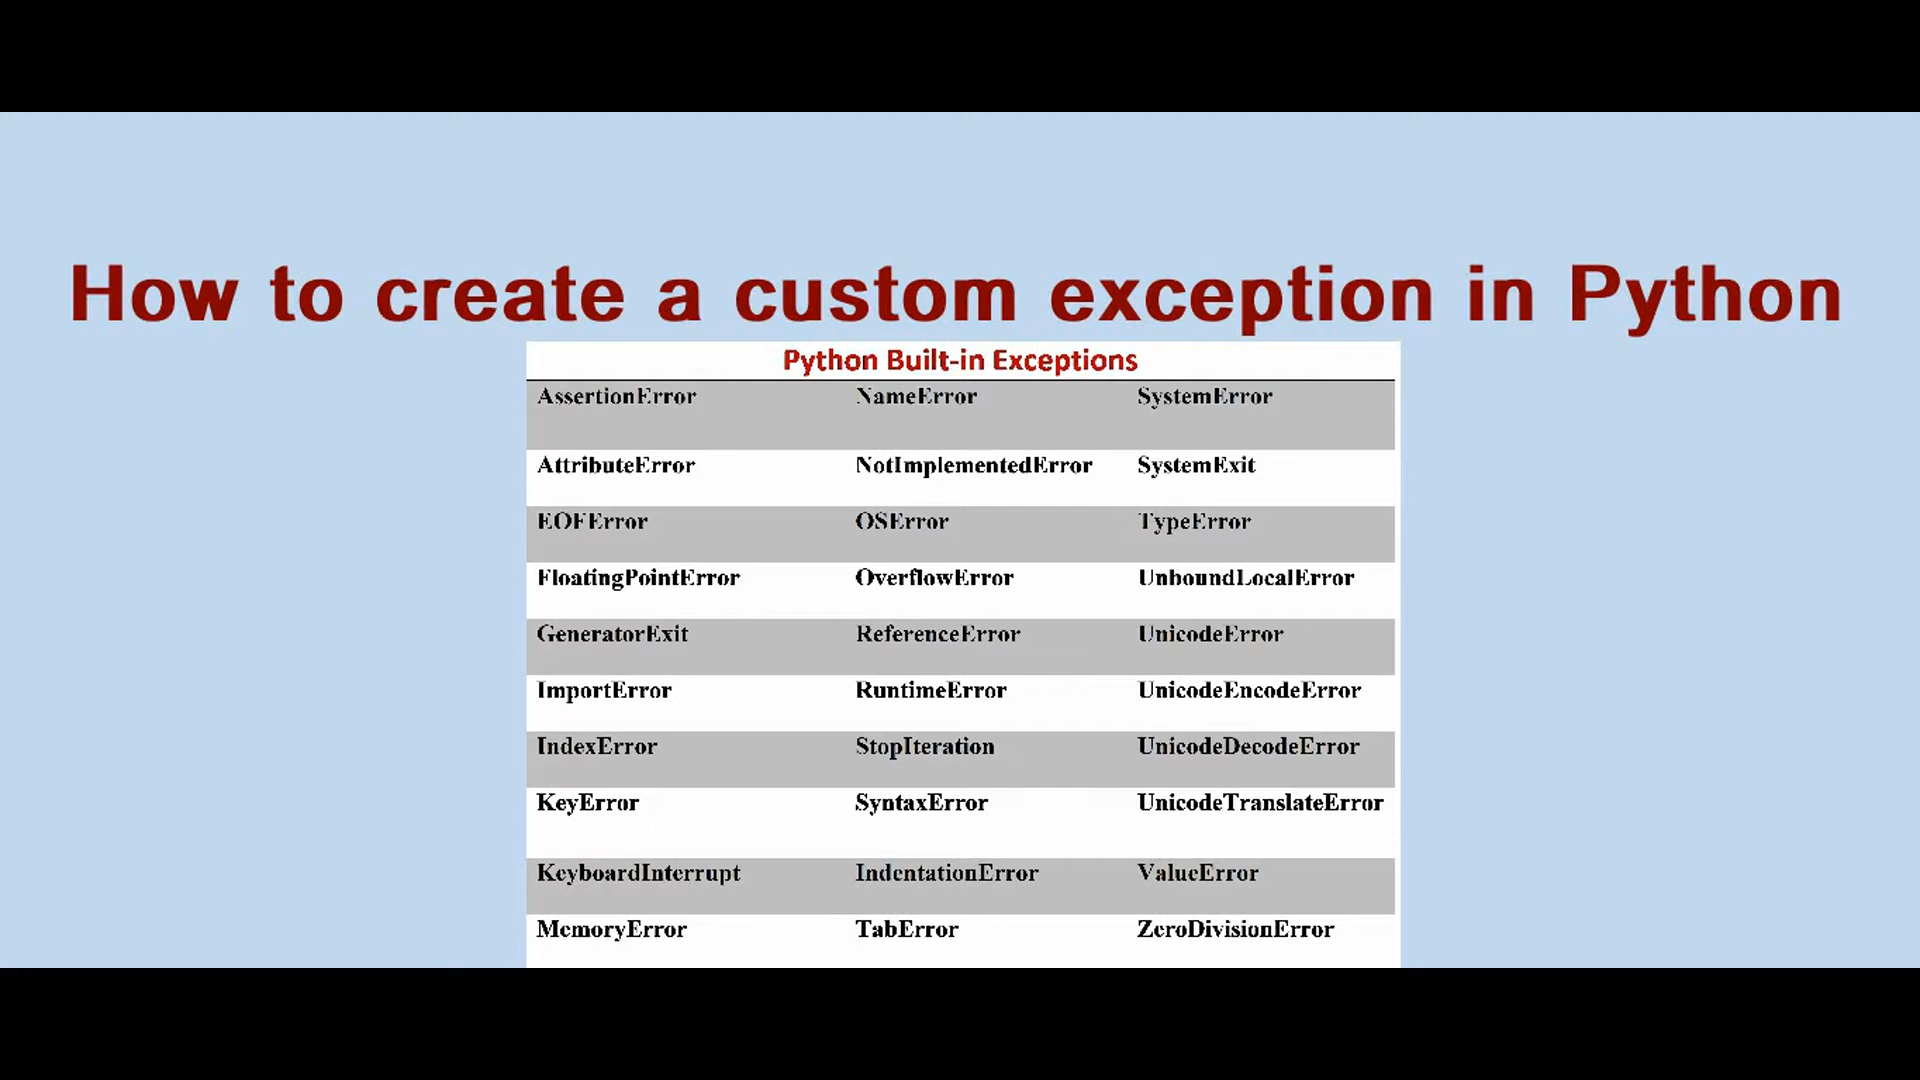 How to create a custom exception in Python
Python Built-in Exceptions
AssertionError NameError SystemError
AttributeError NotImplementedError SystemExit
EOFError OSError TypeError
FloatingPointError OverflowError UnboundLocalError
GeneratorExit ReferenceError UnicodeError
ImportError RuntimeError UnicodeEncodeError
IndexError StopIteration UnicodeDecodeError
KeyError SyntaxError UnicodeTranslateError
KeyboardInterrupt IndentationError ValueError
MemoryError TabError ZeroDivisionError